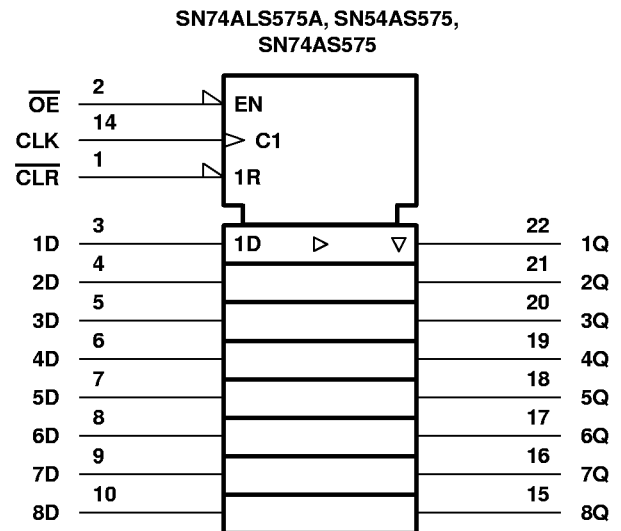 SN74ALS575A, SN54AS575,
SN74AS575
OE 2 EN
CLK 14 C1
CLR 1 1R
1D 3 1D 22 1Q
2D 4 21 2Q
3D 5 20 3Q
4D 6 19 4Q
5D 7 18 5Q
6D 8 17 6Q
7D 9 16 7Q
8D 10 15 8Q